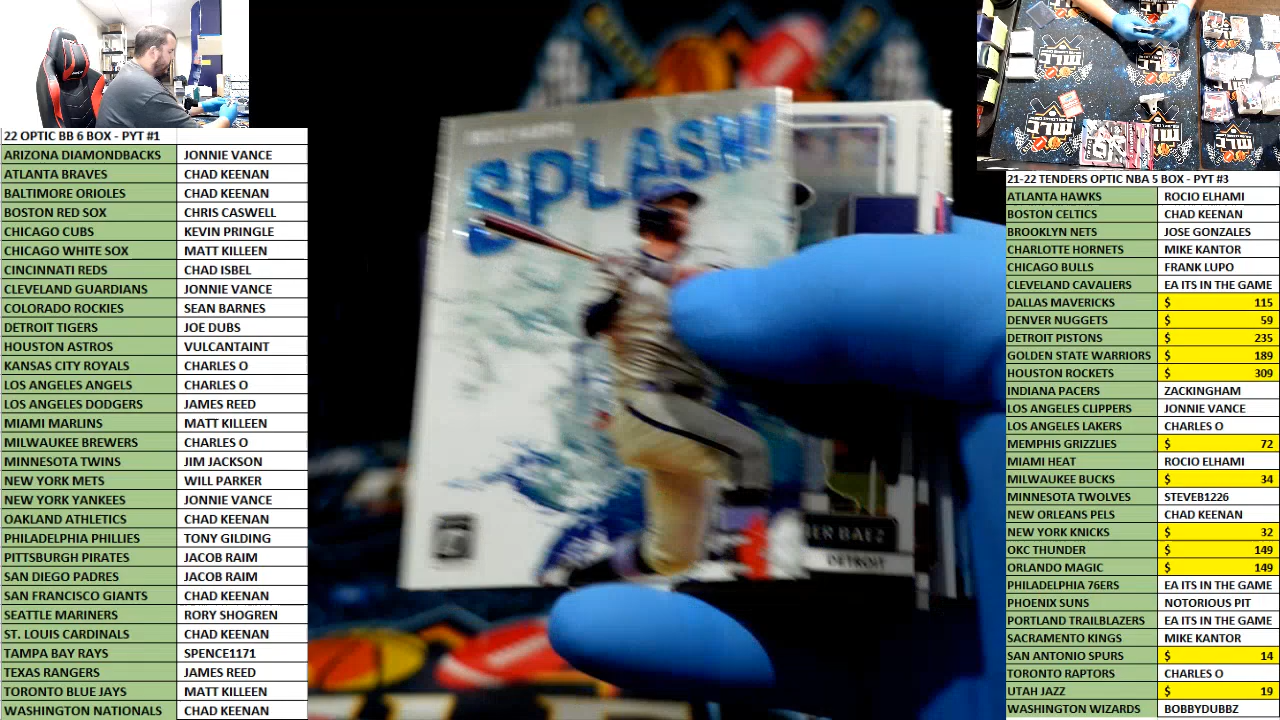 22 OPTIC BB 6 BOX - PYT #1
ARIZONA DIAMONDBACKS JONNIE VANCE
ATLANTA BRAVES CHAD KEENAN
BALTIMORE ORIOLES CHAD KEENAN
BOSTON RED SOX CHRIS CASWELL
CHICAGO CUBS KEVIN PRINGLE
CHICAGO WHITE SOX MATT KILLEEN
CINCINNATI REDS CHAD ISBEL
CLEVELAND GUARDIANS JONNIE VANCE
COLORADO ROCKIES SEAN BARNES
DETROIT TIGERS JOE DUBS
HOUSTON ASTROS VULCANTAINT
KANSAS CITY ROYALS CHARLES O
LOS ANGELES ANGELS CHARLES O
LOS ANGELES DODGERS JAMES REED
MIAMI MARLINS MATT KILLEEN
MILWAUKEE BREWERS CHARLES O
MINNESOTA TWINS JIM JACKSON
NEW YORK METS WILL PARKER
NEW YORK YANKEES JONNIE VANCE
OAKLAND ATHLETICS CHAD KEENAN
PHILADELPHIA PHILLIES TONY GILDING
PITTSBURGH PIRATES JACOB RAIM
SAN DIEGO PADRES JACOB RAIM
SAN FRANCISCO GIANTS CHAD KEENAN
SEATTLE MARINERS RORY SHOGREN
ST. LOUIS CARDINALS CHAD KEENAN
TAMPA BAY RAYS SPENCE1171
TEXAS RANGERS JAMES REED
TORONTO BLUE JAYS MATT KILLEEN
WASHINGTON NATIONALS CHAD KEENAN
SPLASH!
BAEZ
DETROIT
21-22 TENDERS OPTIC NBA 5 BOX - PYT #3
ATLANTA HAWKS ROCIO ELHAMI
BOSTON CELTICS CHAD KEENAN
BROOKLYN NETS JOSE GONZALES
CHARLOTTE HORNETS MIKE KANTOR
CHICAGO BULLS FRANK LUPO
CLEVELAND CAVALIERS EA ITS IN THE GAME
DALLAS MAVERICKS $ 115
DENVER NUGGETS $ 59
DETROIT PISTONS $ 235
GOLDEN STATE WARRIORS $ 189
HOUSTON ROCKETS $ 309
INDIANA PACERS ZACKINGHAM
LOS ANGELES CLIPPERS JONNIE VANCE
LOS ANGELES LAKERS CHARLES O
MEMPHIS GRIZZLIES $ 72
MIAMI HEAT ROCIO ELHAMI
MILWAUKEE BUCKS $ 34
MINNESOTA TWOLVES STEVEB1226
NEW ORLEANS PELS CHAD KEENAN
NEW YORK KNICKS $ 32
OKC THUNDER $ 149
ORLANDO MAGIC $ 149
PHILADELPHIA 76ERS EA ITS IN THE GAME
PHOENIX SUNS NOTORIOUS PIT
PORTLAND TRAILBLAZERS EA ITS IN THE GAME
SACRAMENTO KINGS MIKE KANTOR
SAN ANTONIO SPURS $ 14
TORONTO RAPTORS CHARLES O
UTAH JAZZ $ 19
WASHINGTON WIZARDS BOBBYDUBBZ